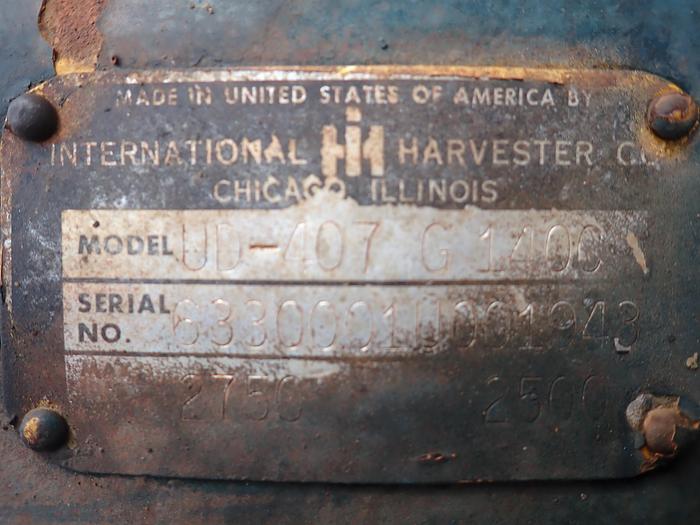 MADE IN UNITED STATES OF AMERICA BY
INTERNATIONAL IH HARVESTER CO
CHICAGO, ILLINOIS
MODEL UD-407 G 1400
SERIAL NO. 6330001U001943
2750 2500